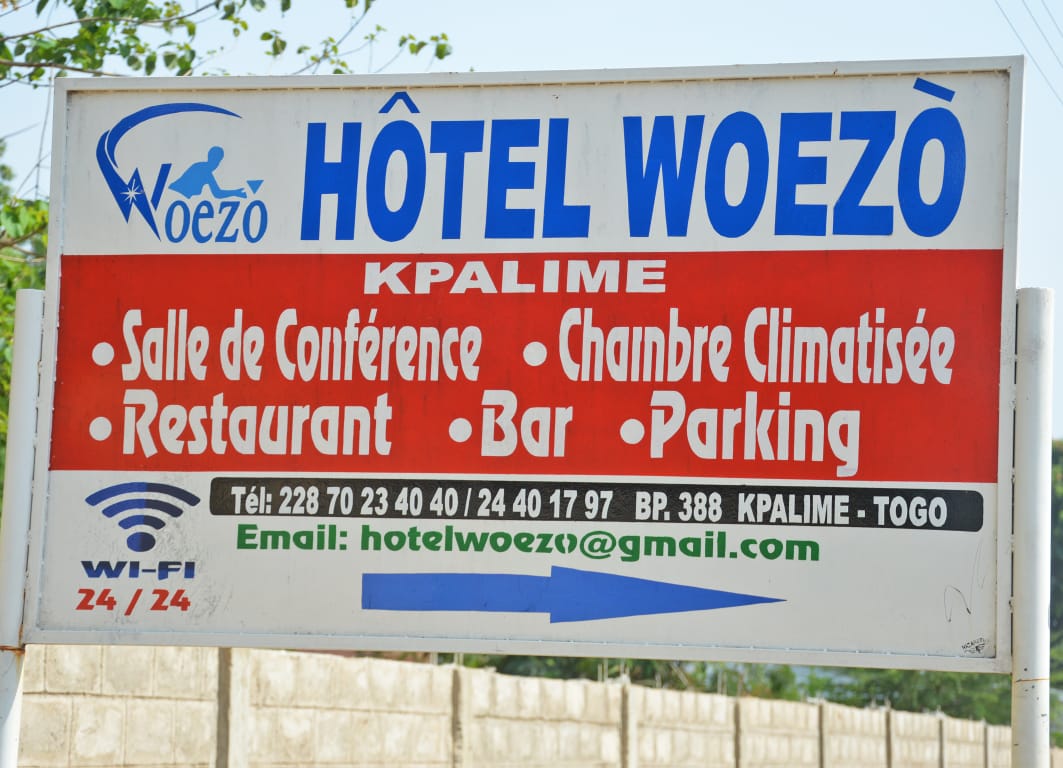 Woezò
HÔTEL WOEZÒ
KPALIME
•Salle de Conférence •Chambre Climatisée
•Restaurant •Bar •Parking
Tél: 228 70 23 40 40 / 24 40 17 97 BP. 388 KPALIME - TOGO
Email: hotelwoezo@gmail.com
WI-FI
24 / 24